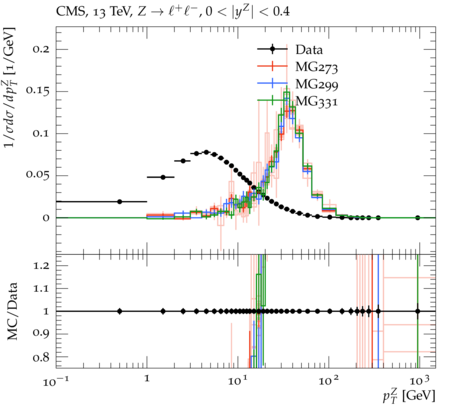 CMS, 13 TeV, Z → ℓ⁺ℓ⁻, 0 < |y^Z| < 0.4
1/σdσ/dp_T^Z [1/GeV]
0.2
0.15
0.1
0.05
0
Data
MG273
MG299
MG331
MC/Data
1.2
1.1
1
0.9
0.8
10⁻¹
1
10¹
10²
10³
p_T^Z [GeV]